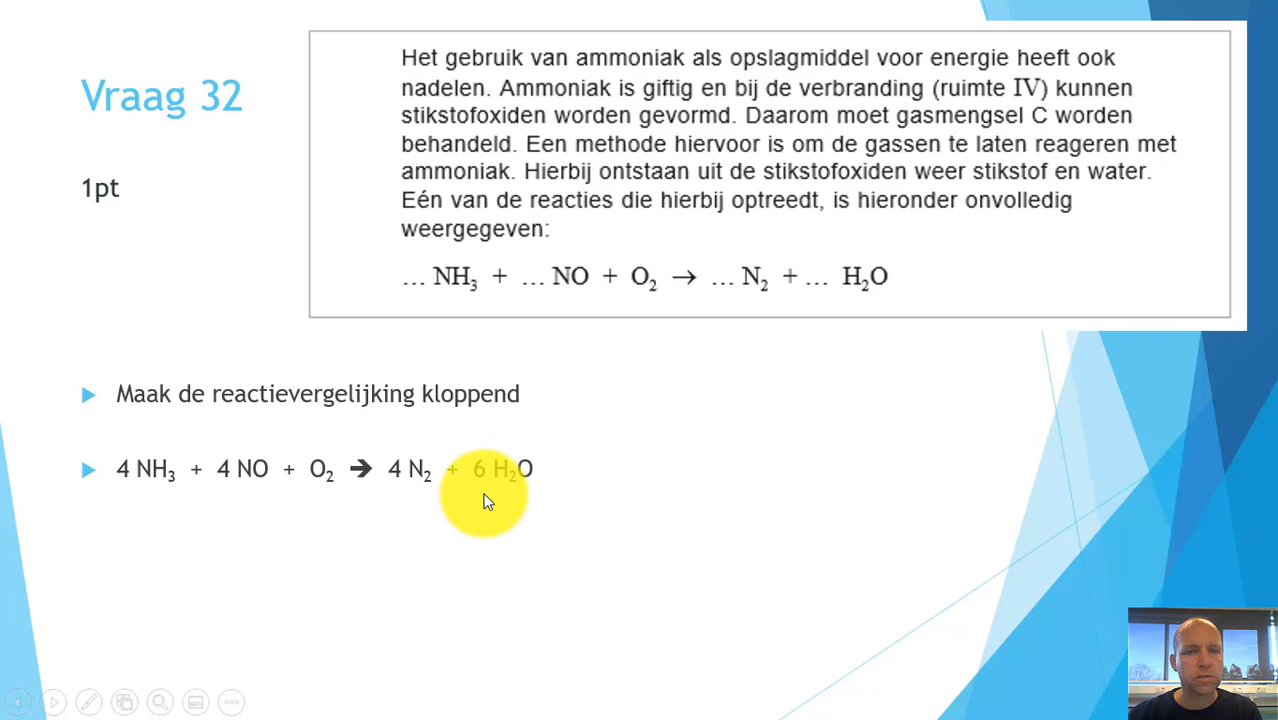 Vraag 32
1pt
Het gebruik van ammoniak als opslagmiddel voor energie heeft ook
nadelen. Ammoniak is giftig en bij de verbranding (ruimte IV) kunnen
stikstofoxiden worden gevormd. Daarom moet gasmengsel C worden
behandeld. Een methode hiervoor is om de gassen te laten reageren met
ammoniak. Hierbij ontstaan uit de stikstofoxiden weer stikstof en water.
Eén van de reacties die hierbij optreedt, is hieronder onvolledig
weergegeven:
… NH₃ + … NO + O₂ → … N₂ + … H₂O
Maak de reactievergelijking kloppend
4 NH₃ + 4 NO + O₂ ➔ 4 N₂ + 6 H₂O